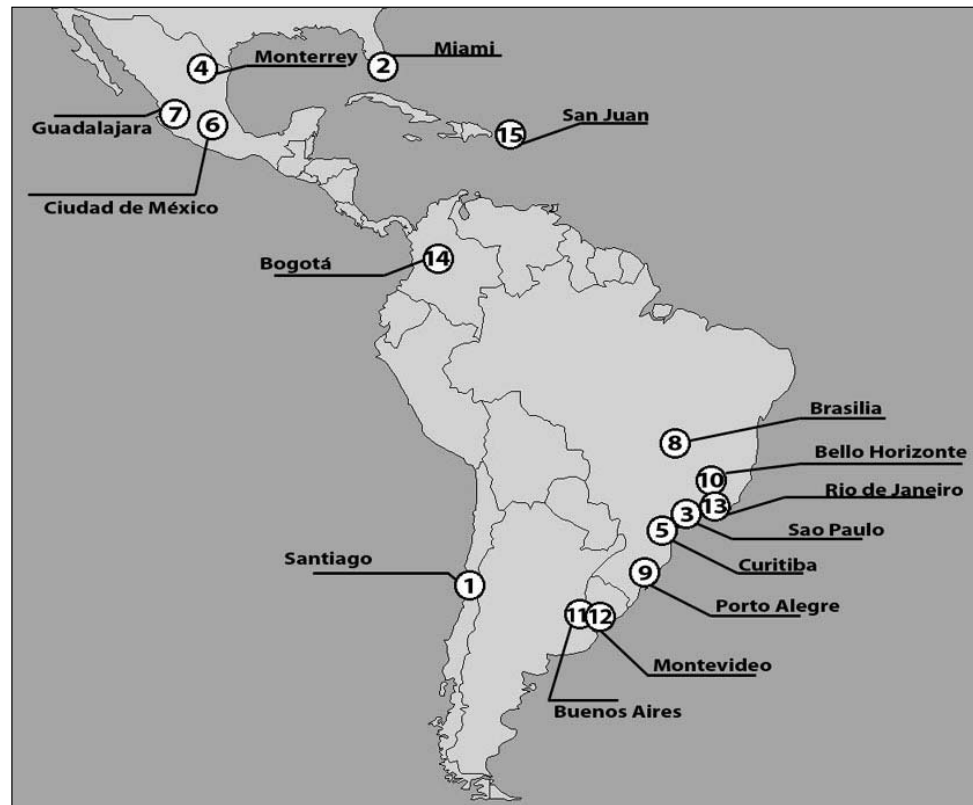 Miami
2
Monterrey
4
7
Guadalajara
6
Ciudad de México
San Juan
15
Bogotá
14
Brasilia
8
Bello Horizonte
10
Rio de Janeiro
13
3
Sao Paulo
5
Curitiba
Santiago
1
9
Porto Alegre
11
12
Montevideo
Buenos Aires